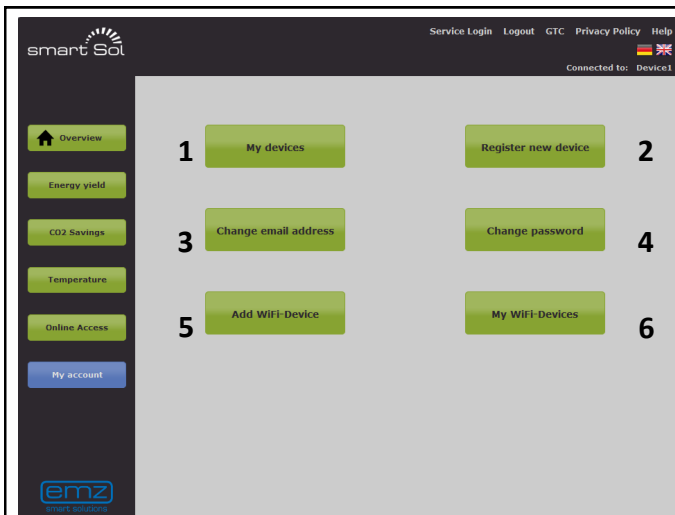 Service Login Logout GTC Privacy Policy Help
smart Sol
Connected to: Device1
Overview
1 My devices
Register new device 2
Energy yield
3 Change email address
Change password 4
CO2 Savings
Temperature
5 Add WiFi-Device
My WiFi-Devices 6
Online Access
My account
emz
smart solutions